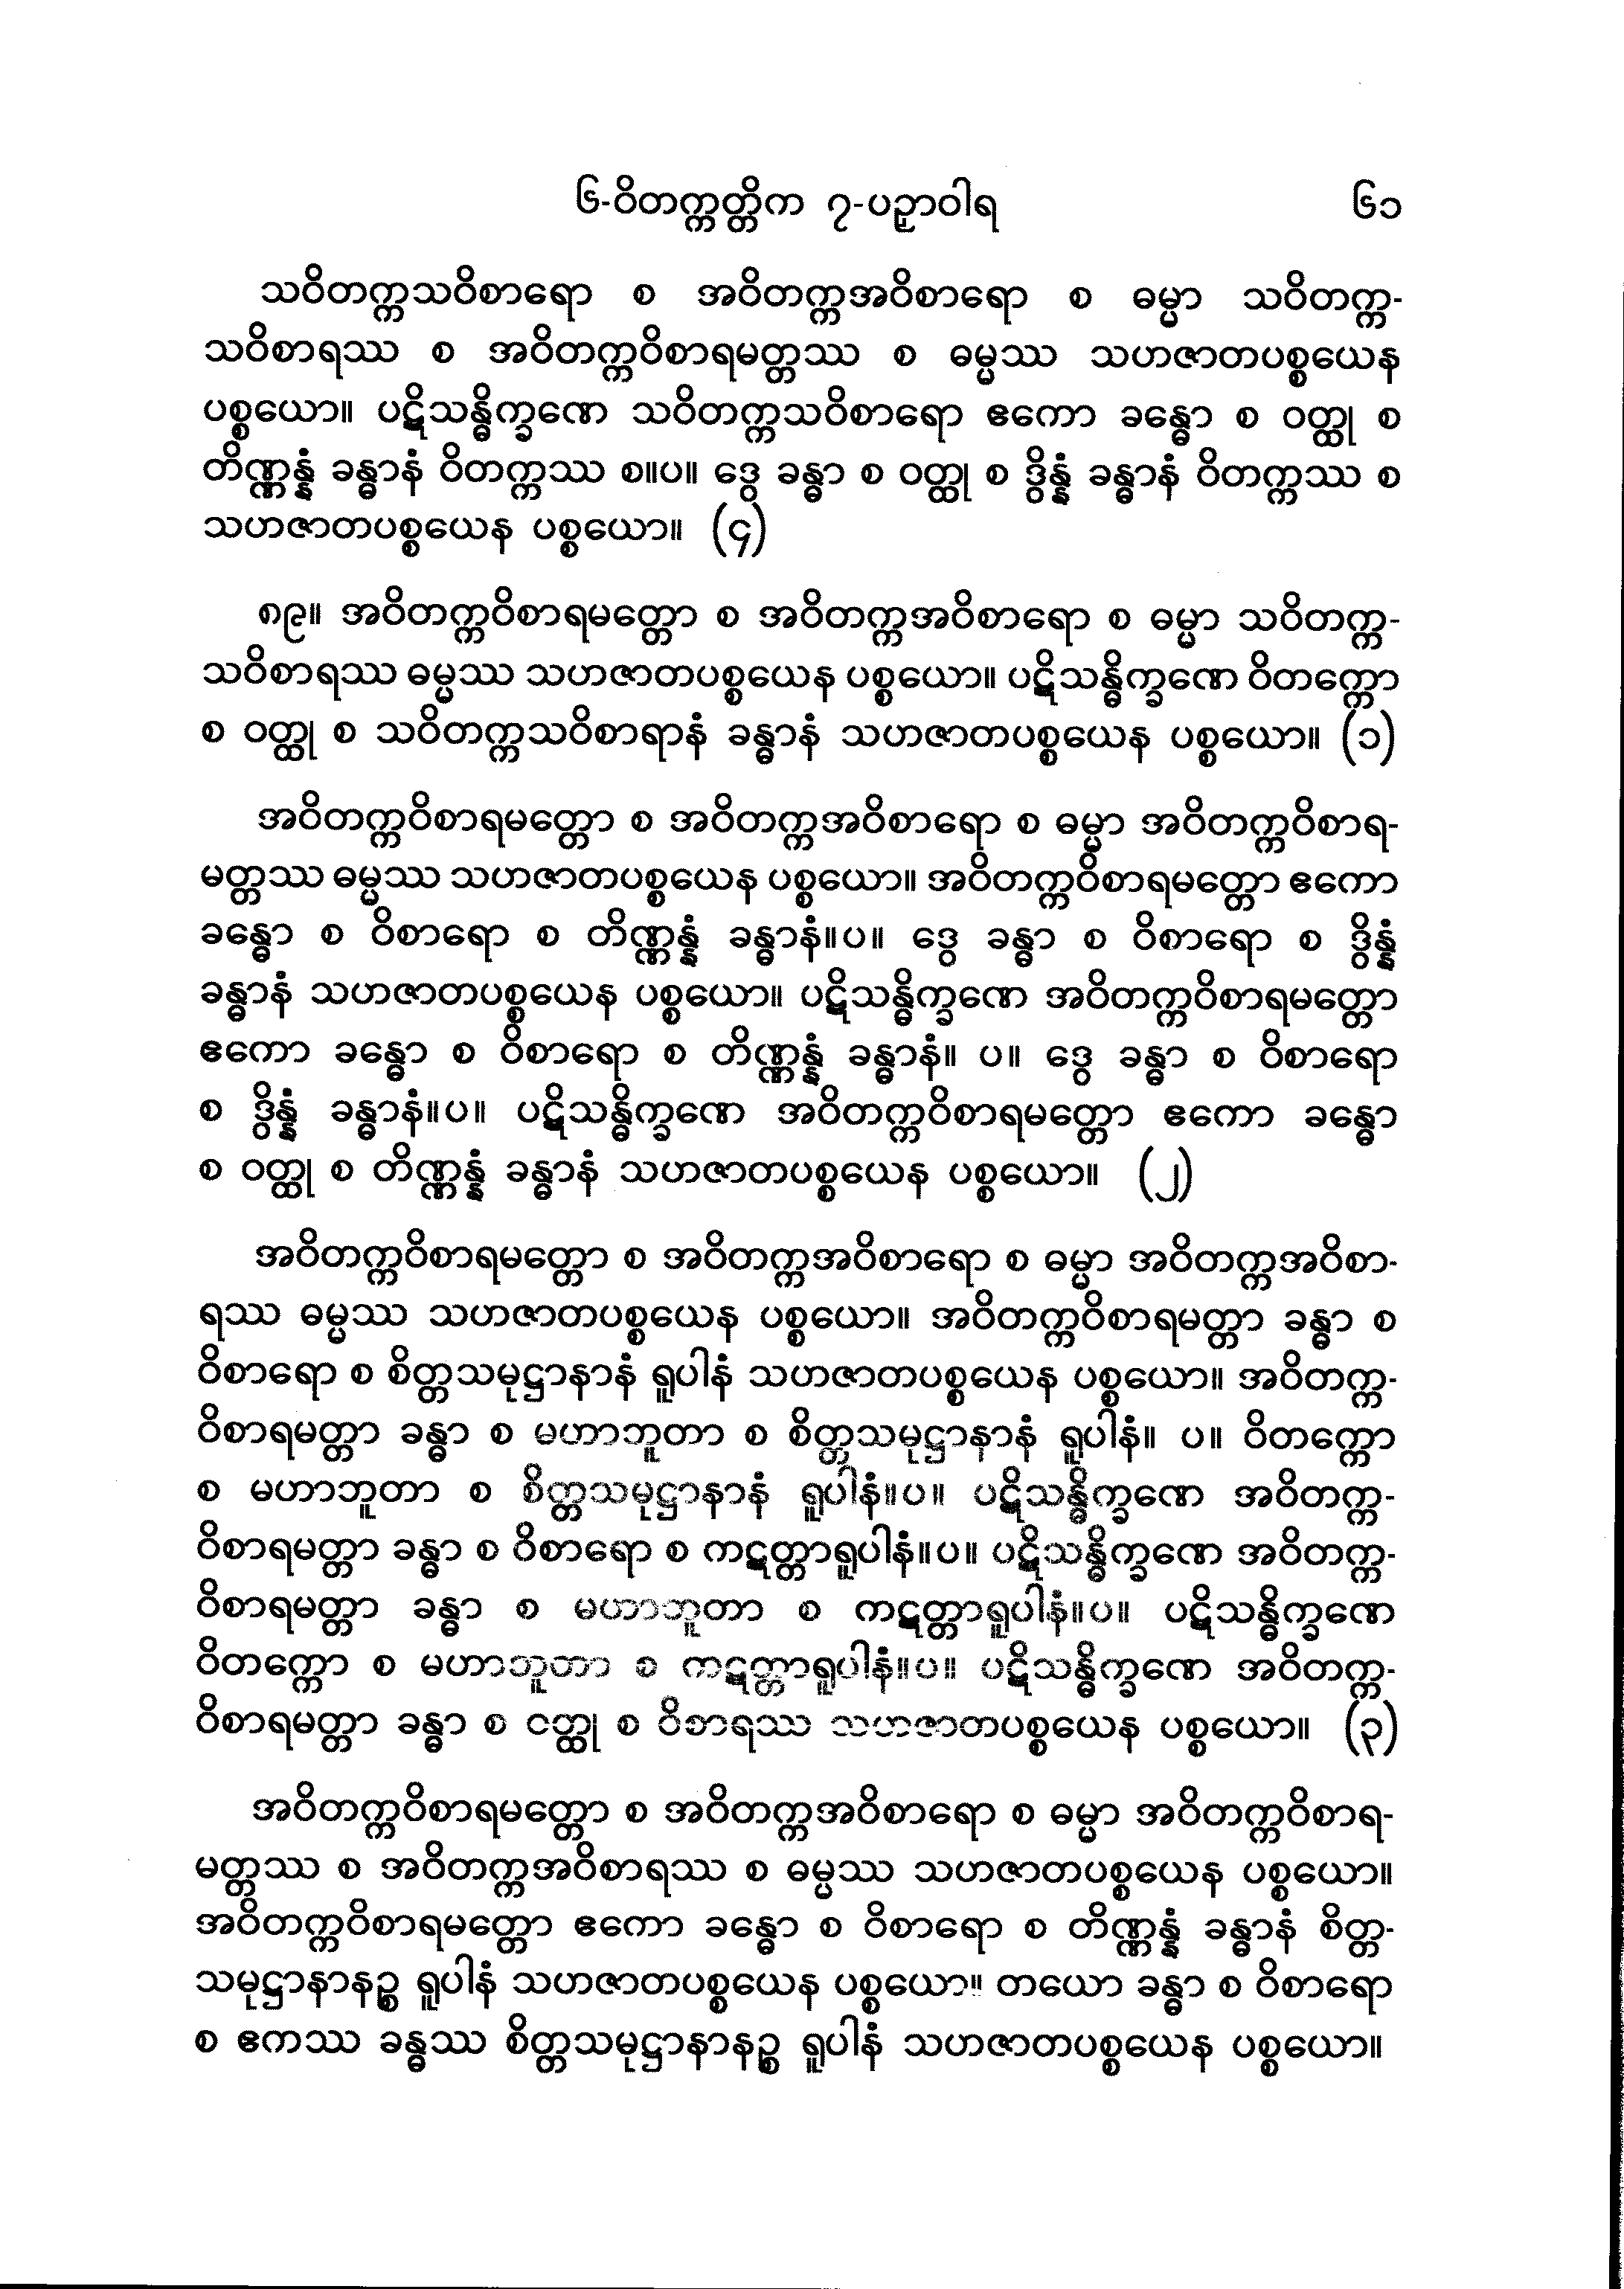 ၆-ဝိတက္ကတ္တိက ၇-ပဉှာဝါရ ၆၁
သဝိတက္ကသဝိစာရော စ အဝိတက္ကအဝိစာရော စ ဓမ္မာ သဝိတက္က-
သဝိစာရဿ စ အဝိတက္ကဝိစာရမတ္တဿ စ ဓမ္မဿ သဟဇာတပစ္စယေန
ပစ္စယော။ ပဋိသန္ဓိက္ခဏေ သဝိတက္ကသဝိစာရော ဧကော ခန္ဓော စ ဝတ္ထု စ
တိဏ္ဏန္နံ ခန္ဓာနံ ဝိတက္ကဿ စ။ပ။ ဒွေ ခန္ဓာ စ ဝတ္ထု စ ဒွိန္နံ ခန္ဓာနံ ဝိတက္ကဿ စ
သဟဇာတပစ္စယေန ပစ္စယော။ (၄)
၈၉။ အဝိတက္ကဝိစာရမတ္တော စ အဝိတက္ကအဝိစာရော စ ဓမ္မာ သဝိတက္က-
သဝိစာရဿ ဓမ္မဿ သဟဇာတပစ္စယေန ပစ္စယော။ ပဋိသန္ဓိက္ခဏေ ဝိတက္ကော
စ ဝတ္ထု စ သဝိတက္ကသဝိစာရာနံ ခန္ဓာနံ သဟဇာတပစ္စယေန ပစ္စယော။ (၁)
အဝိတက္ကဝိစာရမတ္တော စ အဝိတက္ကအဝိစာရော စ ဓမ္မာ အဝိတက္ကဝိစာရ-
မတ္တဿ ဓမ္မဿ သဟဇာတပစ္စယေန ပစ္စယော။ အဝိတက္ကဝိစာရမတ္တော ဧကော
ခန္ဓော စ ဝိစာရော စ တိဏ္ဏန္နံ ခန္ဓာနံ။ပ။ ဒွေ ခန္ဓာ စ ဝိစာရော စ ဒွိန္နံ
ခန္ဓာနံ သဟဇာတပစ္စယေန ပစ္စယော။ ပဋိသန္ဓိက္ခဏေ အဝိတက္ကဝိစာရမတ္တော
ဧကော ခန္ဓော စ ဝိစာရော စ တိဏ္ဏန္နံ ခန္ဓာနံ။ ပ။ ဒွေ ခန္ဓာ စ ဝိစာရော
စ ဒွိန္နံ ခန္ဓာနံ။ပ။ ပဋိသန္ဓိက္ခဏေ အဝိတက္ကဝိစာရမတ္တော ဧကော ခန္ဓော
စ ဝတ္ထု စ တိဏ္ဏန္နံ ခန္ဓာနံ သဟဇာတပစ္စယေန ပစ္စယော။ (၂)
အဝိတက္ကဝိစာရမတ္တော စ အဝိတက္ကအဝိစာရော စ ဓမ္မာ အဝိတက္ကအဝိစာ-
ရဿ ဓမ္မဿ သဟဇာတပစ္စယေန ပစ္စယော။ အဝိတက္ကဝိစာရမတ္တာ ခန္ဓာ စ
ဝိစာရော စ စိတ္တသမုဋ္ဌာနာနံ ရူပါနံ သဟဇာတပစ္စယေန ပစ္စယော။ အဝိတက္က-
ဝိစာရမတ္တာ ခန္ဓာ စ မဟာဘူတာ စ စိတ္တသမုဋ္ဌာနာနံ ရူပါနံ။ ပ။ ဝိတက္ကော
စ မဟာဘူတာ စ စိတ္တသမုဋ္ဌာနာနံ ရူပါနံ။ပ။ ပဋိသန္ဓိက္ခဏေ အဝိတက္က-
ဝိစာရမတ္တာ ခန္ဓာ စ ဝိစာရော စ ကဋတ္တာရူပါနံ။ပ။ ပဋိသန္ဓိက္ခဏေ အဝိတက္က-
ဝိစာရမတ္တာ ခန္ဓာ စ မဟာဘူတာ စ ကဋတ္တာရူပါနံ။ပ။ ပဋိသန္ဓိက္ခဏေ
ဝိတက္ကော စ မဟာဘူတာ စ ကဋတ္တာရူပါနံ။ပ။ ပဋိသန္ဓိက္ခဏေ အဝိတက္က-
ဝိစာရမတ္တာ ခန္ဓာ စ ဝတ္ထု စ ဝိစာရဿ သဟဇာတပစ္စယေန ပစ္စယော။ (၃)
အဝိတက္ကဝိစာရမတ္တော စ အဝိတက္ကအဝိစာရော စ ဓမ္မာ အဝိတက္ကဝိစာရ-
မတ္တဿ စ အဝိတက္ကအဝိစာရဿ စ ဓမ္မဿ သဟဇာတပစ္စယေန ပစ္စယော။
အဝိတက္ကဝိစာရမတ္တော ဧကော ခန္ဓော စ ဝိစာရော စ တိဏ္ဏန္နံ ခန္ဓာနံ စိတ္တ-
သမုဋ္ဌာနာနဉ္စ ရူပါနံ သဟဇာတပစ္စယေန ပစ္စယော။ တယော ခန္ဓာ စ ဝိစာရော
စ ဧကဿ ခန္ဓဿ စိတ္တသမုဋ္ဌာနာနဉ္စ ရူပါနံ သဟဇာတပစ္စယေန ပစ္စယော။